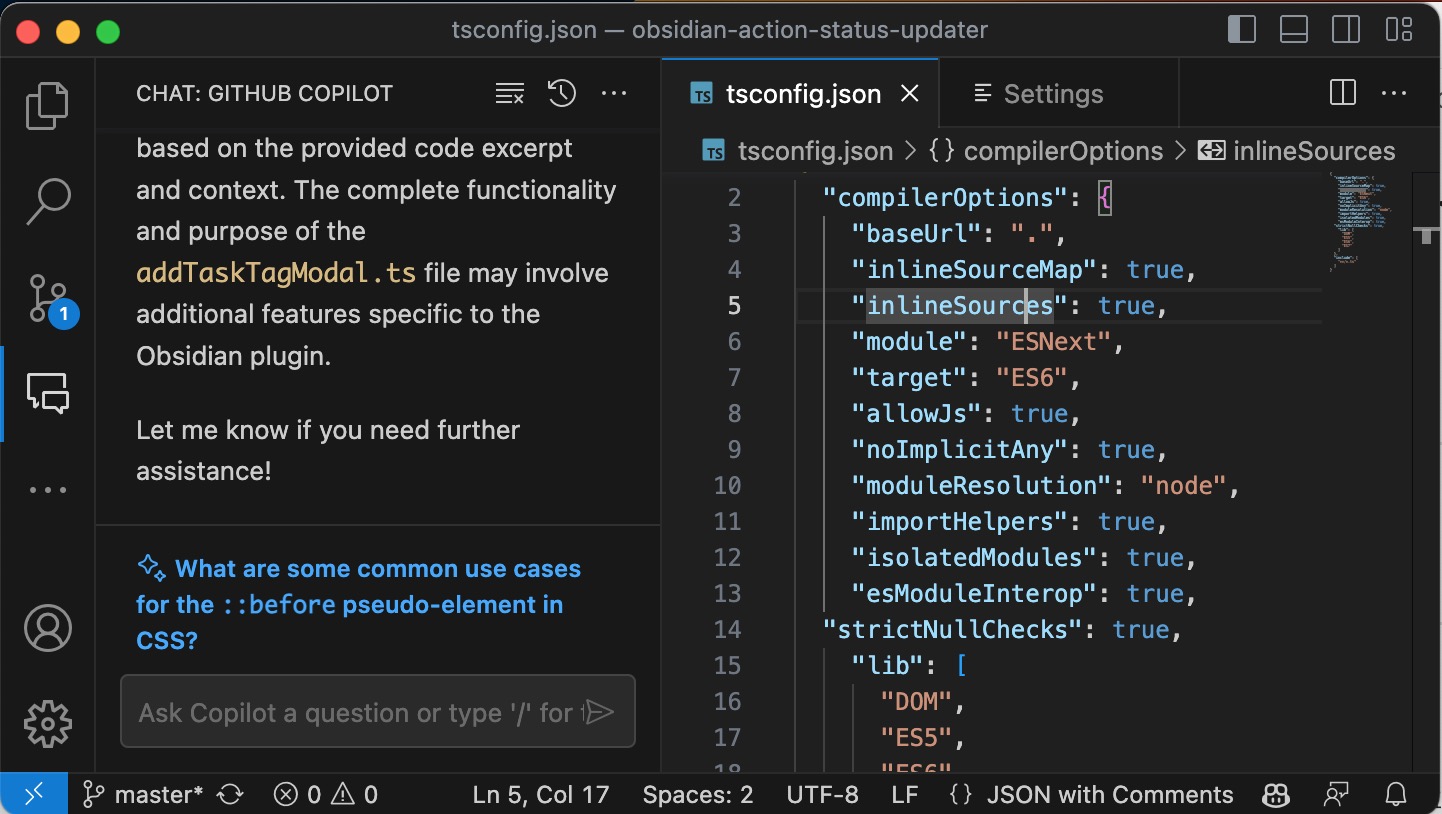 tsconfig.json — obsidian-action-status-updater
CHAT: GITHUB COPILOT
based on the provided code excerpt
and context. The complete functionality
and purpose of the
addTaskTagModal.ts file may involve
additional features specific to the
Obsidian plugin.
Let me know if you need further
assistance!
What are some common use cases
for the ::before pseudo-element in
CSS?
Ask Copilot a question or type '/' for t
1
TS tsconfig.json
Settings
TS tsconfig.json > {} compilerOptions > inlineSources
2 "compilerOptions": {
3 "baseUrl": ".",
4 "inlineSourceMap": true,
5 "inlineSources": true,
6 "module": "ESNext",
7 "target": "ES6",
8 "allowJs": true,
9 "noImplicitAny": true,
10 "moduleResolution": "node",
11 "importHelpers": true,
12 "isolatedModules": true,
13 "esModuleInterop": true,
14 "strictNullChecks": true,
15 "lib": [
16 "DOM",
17 "ES5",
18 "ES6"
master* 0 0 Ln 5, Col 17 Spaces: 2 UTF-8 LF {} JSON with Comments